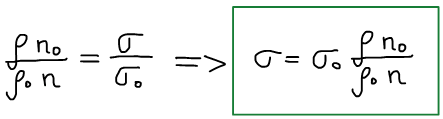 ρ n₀ / ρ₀ n = σ / σ₀ => σ = σ₀ ρ n₀ / ρ₀ n